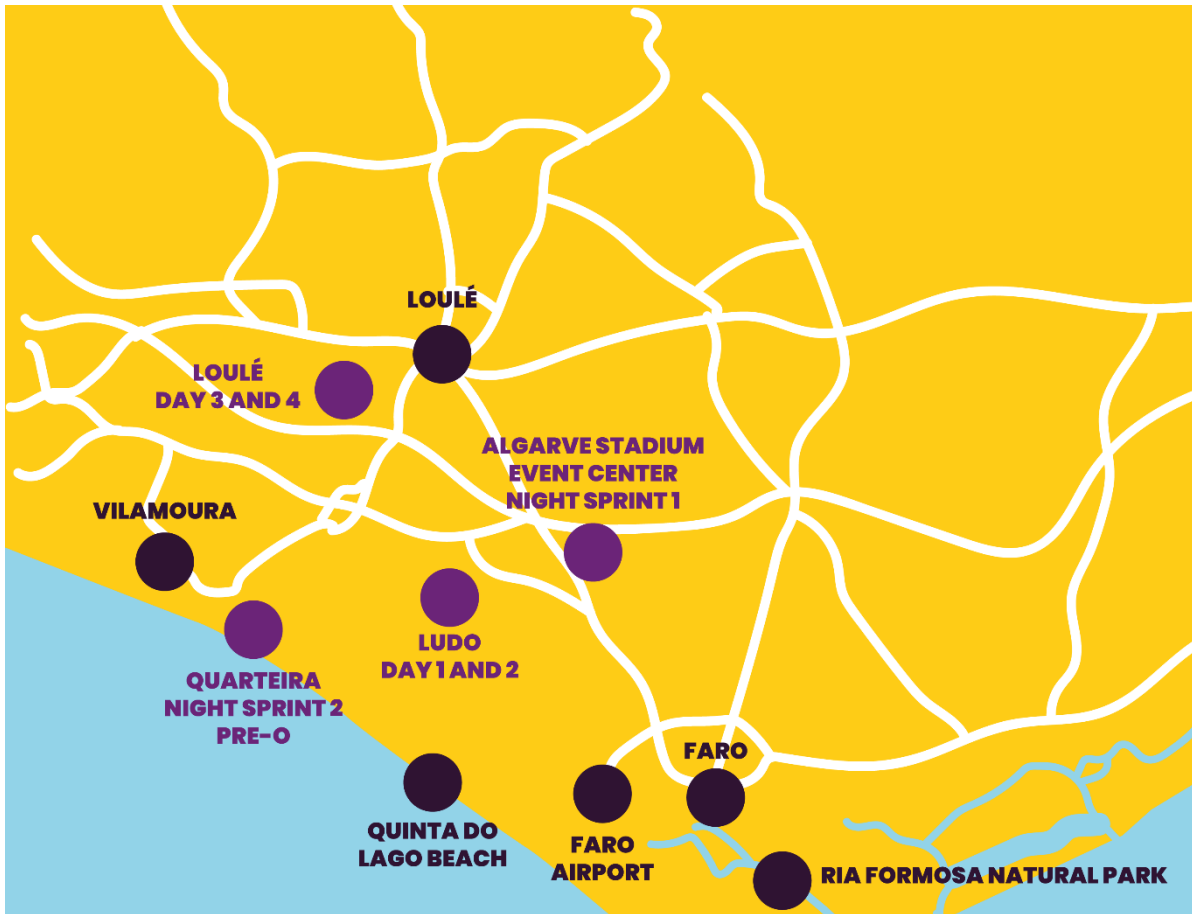 LOULÉ
LOULÉ
DAY 3 AND 4
ALGARVE STADIUM
EVENT CENTER
NIGHT SPRINT 1
VILAMOURA
LUDO
DAY 1 AND 2
QUARTEIRA
NIGHT SPRINT 2
PRE-O
FARO
QUINTA DO
LAGO BEACH
FARO
AIRPORT
RIA FORMOSA NATURAL PARK